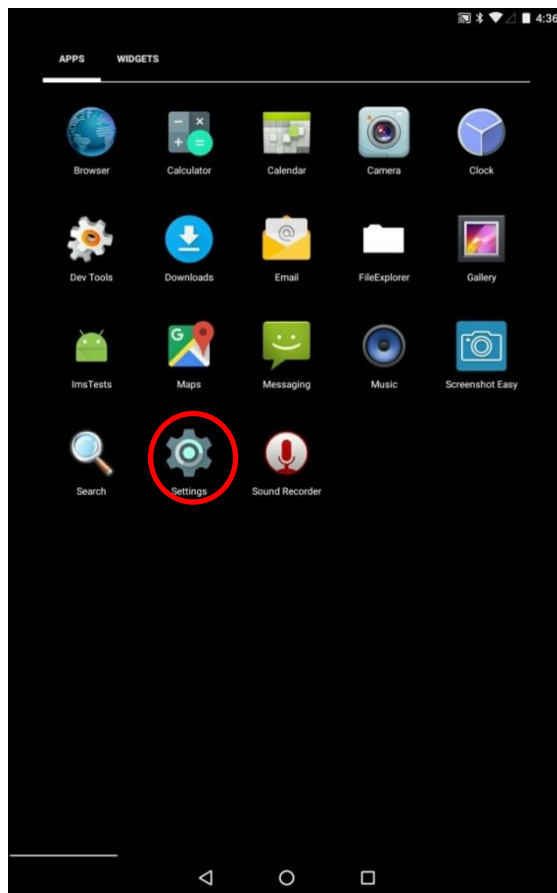 4:36
APPS WIDGETS
Browser Calculator Calendar Camera Clock
Dev Tools Downloads Email FileExplorer Gallery
G
ImsTests Maps Messaging Music Screenshot Easy
Search Settings Sound Recorder